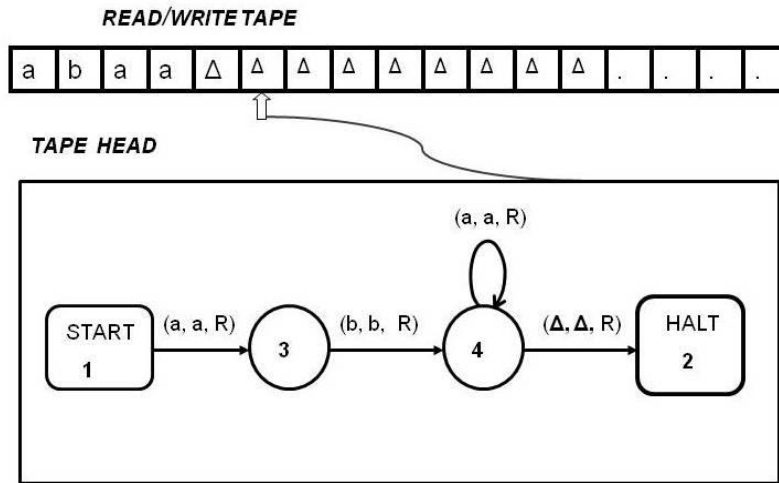 READ/WRITE TAPE
a b a a Δ Δ Δ Δ Δ Δ Δ Δ Δ . . . .
TAPE HEAD
(a, a, R)
START (a, a, R) (b, b, R) (Δ, Δ, R) HALT
1 3 4 2